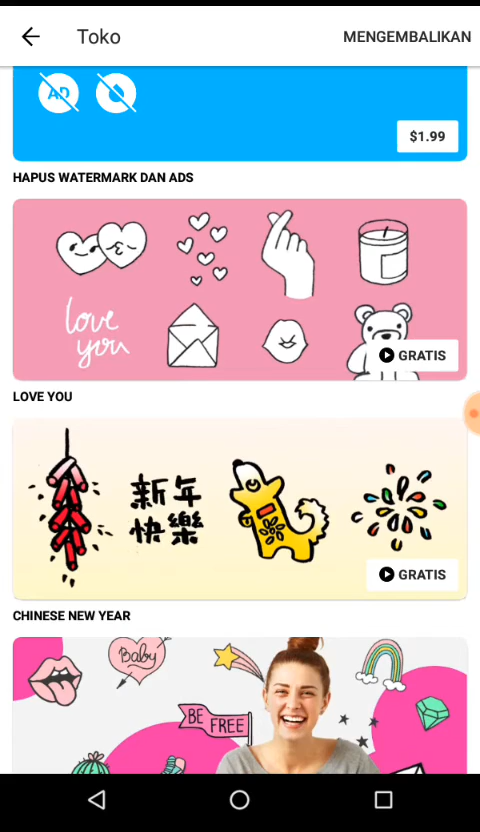 Toko
MENGEMBALIKAN
AD
$1.99
HAPUS WATERMARK DAN ADS
love
you
GRATIS
LOVE YOU
新年
快樂
GRATIS
CHINESE NEW YEAR
Baby
BE
FREE